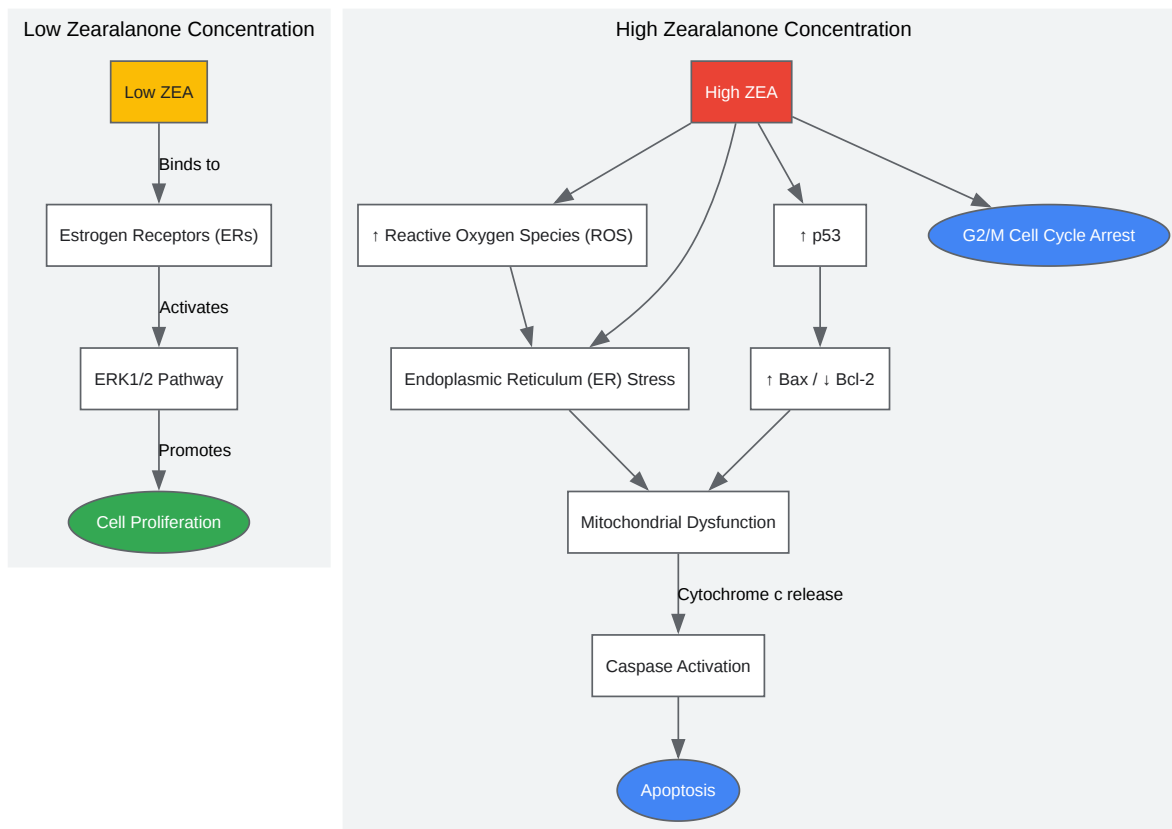 Low Zearalanone Concentration
Low ZEA
Binds to
Estrogen Receptors (ERs)
Activates
ERK1/2 Pathway
Promotes
Cell Proliferation
High Zearalanone Concentration
High ZEA
↑ Reactive Oxygen Species (ROS)
↑ p53
G2/M Cell Cycle Arrest
Endoplasmic Reticulum (ER) Stress
↑ Bax / ↓ Bcl-2
Mitochondrial Dysfunction
Cytochrome c release
Caspase Activation
Apoptosis